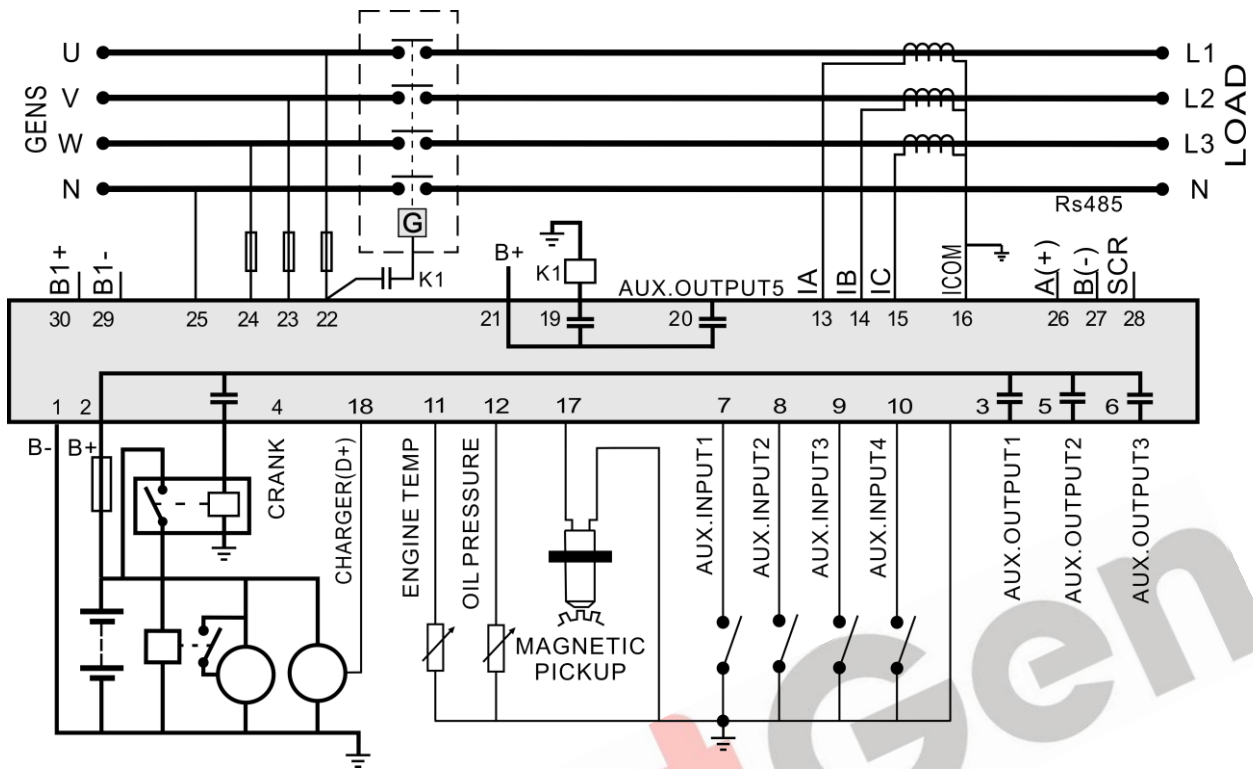 GENS
U
V
W
N
G
L1
L2
L3
N
LOAD
Rs485
B1+
B1-
K1
B+
K1
AUX.OUTPUT5
IA
IB
IC
ICOM
A(+)
B(-)
SCR
30
29
25
24
23
22
21
19
20
13
14
15
16
26
27
28
1
2
4
18
11
12
17
7
8
9
10
3
5
6
B-
B+
CRANK
CHARGER(D+)
ENGINE TEMP
OIL PRESSURE
MAGNETIC
PICKUP
AUX.INPUT1
AUX.INPUT2
AUX.INPUT3
AUX.INPUT4
AUX.OUTPUT1
AUX.OUTPUT2
AUX.OUTPUT3
Gen